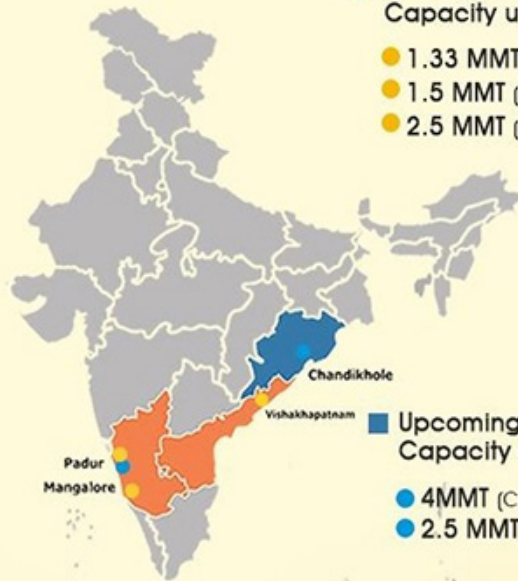 Capacity u
1.33 MMT
1.5 MMT (
2.5 MMT (
Chandikhole
Vishakhapatnam
Upcoming
Capacity
Padur
Mangalore
4MMT (C
2.5 MMT